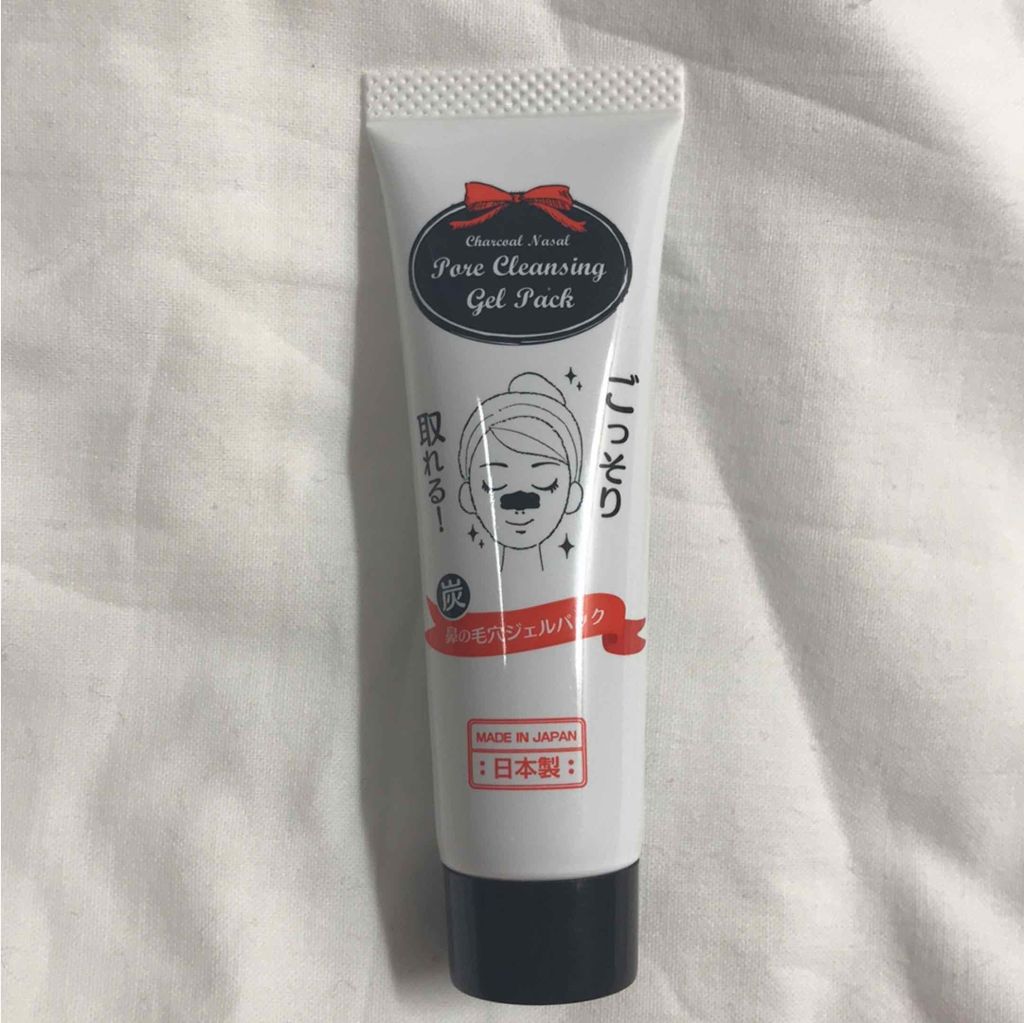 Charcoal Nasal
Pore Cleansing
Gel Pack
ごっそり
取れる！
炭
鼻の毛穴ジェルパック
MADE IN JAPAN
：日本製：